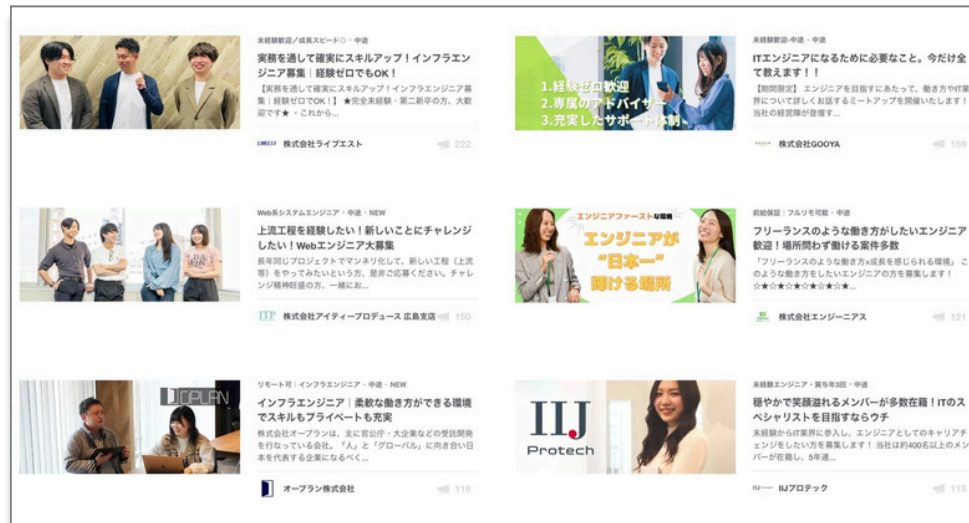 未経験歓迎／成長スピード◎・中途
実務を通して確実にスキルアップ！インフラエン
ジニア募集｜経験ゼロでもOK！
【実務を通して確実にスキルアップ！インフラエンジニア募
集｜経験ゼロでOK！】 ★完全未経験・第二新卒の方、大歓
迎です★ ・これから...
株式会社ライブエスト
222
1.経験ゼロ歓迎
2.専属のアドバイザー
3.充実したサポート体制
未経験歓迎-中途・中途
ITエンジニアになるために必要なこと。今だけ全
て教えます！！
【期間限定】 エンジニアを目指すにあたって、働き方やIT業
界について詳しくお話するミートアップを開催いたします！
当社の経営陣が登壇す...
株式会社GOOYA
159
Web系システムエンジニア・中途・NEW
上流工程を経験したい！新しいことにチャレンジ
したい！Webエンジニア大募集
長年同じプロジェクトでマンネリ化して、新しい工程（上流
等）をやってみたいという方、是非ご応募ください。チャレ
ンジ精神旺盛の方、一緒にお...
ITP
株式会社アイティープロデュース 広島支店
150
エンジニアファーストな環境
エンジニアが
“日本一”
輝ける場所
前給保証｜フルリモ可能・中途
フリーランスのような働き方がしたいエンジニア
歓迎！場所問わず働ける案件多数
「フリーランスのような働き方×成長を感じられる環境」 こ
のような働き方をしたいエンジニアの方を募集します！
☆★☆★☆★☆★☆★☆★...
株式会社エンジーニアス
121
OPLAN
リモート可｜インフラエンジニア・中途・NEW
インフラエンジニア｜柔軟な働き方ができる環境
でスキルもプライベートも充実
株式会社オープランは、主に官公庁・大企業などの受託開発
を行なっている会社。「人」と「グローバル」に向き合い日
本を代表する企業になるべく...
オープラン株式会社
119
IIJ
Protech
未経験エンジニア・賞与年3回・中途
穏やかで笑顔溢れるメンバーが多数在籍！ITのス
ペシャリストを目指すならウチ
未経験からIT業界に参入し、エンジニアとしてのキャリアチ
ェンジをしたい方を募集します！ 当社は約400名以上のメン
バーが在籍し、5年連...
IIJプロテック
115